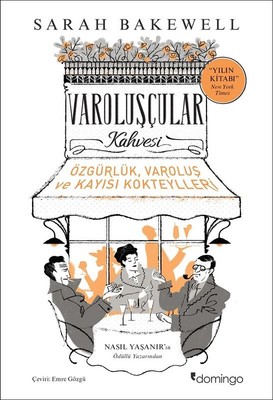 SARAH BAKEWELL
"YILIN
KİTABI"
New York
Times
VAROLUŞÇULAR
Kahvesi
ÖZGÜRLÜK, VAROLUŞ
ve KAYISI KOKTEYLLERİ
NASIL YAŞANIR'ın
Ödüllü Yazarından
Çeviri: Emre Gözgü
domingo